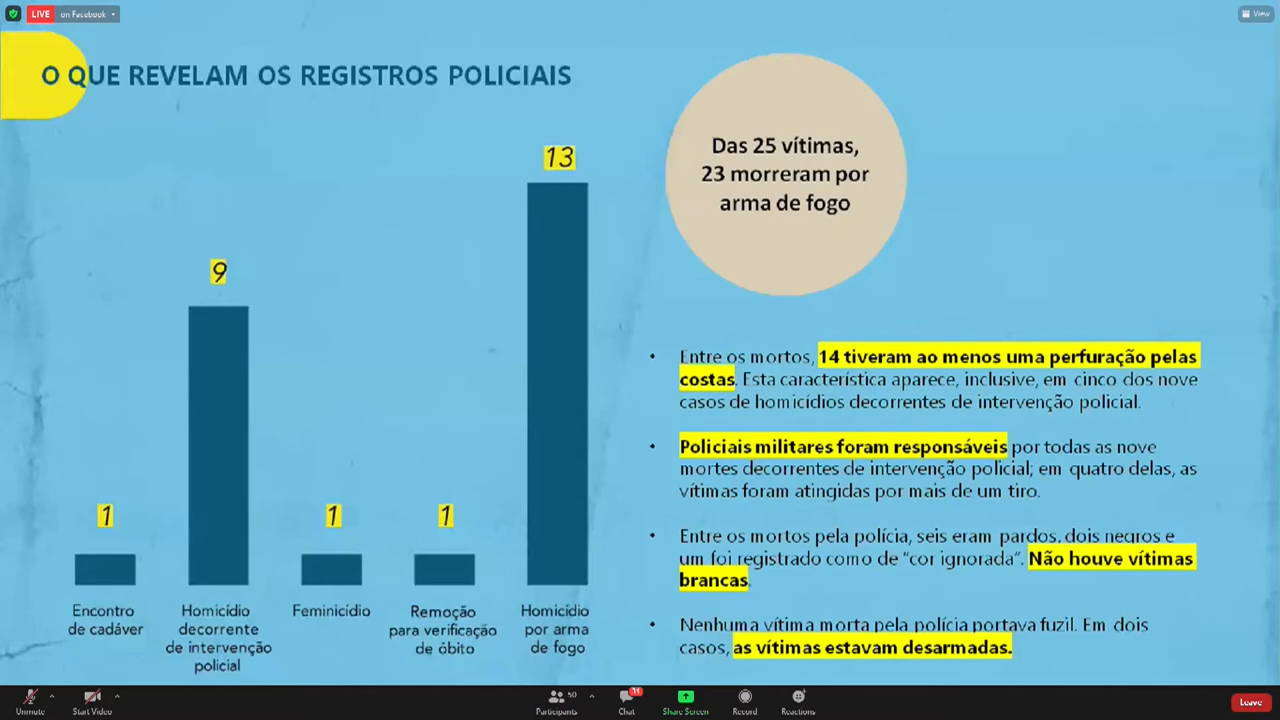 LIVE on Facebook
View
O QUE REVELAM OS REGISTROS POLICIAIS
13
9
1
1
1
Encontro
de cadáver
Homicídio
decorrente
de intervenção
policial
Feminicídio
Remoção
para verificação
de óbito
Homicídio
por arma
de fogo
Das 25 vítimas,
23 morreram por
arma de fogo
• Entre os mortos, 14 tiveram ao menos uma perfuração pelas
costas. Esta característica aparece, inclusive, em cinco dos nove
casos de homicídios decorrentes de intervenção policial.
• Policiais militares foram responsáveis por todas as nove
mortes decorrentes de intervenção policial; em quatro delas, as
vítimas foram atingidas por mais de um tiro.
• Entre os mortos pela polícia, seis eram pardos, dois negros e
um foi registrado como de “cor ignorada”. Não houve vítimas
brancas.
• Nenhuma vítima morta pela polícia portava fuzil. Em dois
casos, as vítimas estavam desarmadas.
Unmute
Start Video
50
Participants
Chat
Share Screen
Record
Reactions
Leave